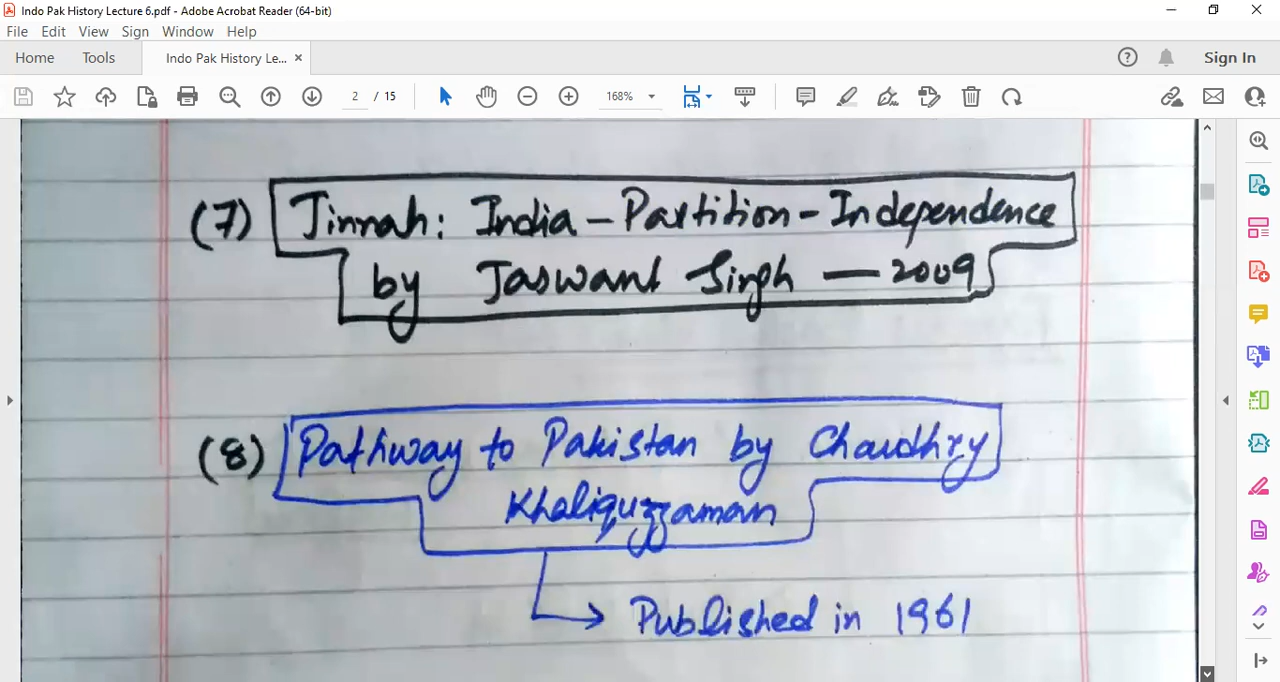 Indo Pak History Lecture 6.pdf - Adobe Acrobat Reader (64-bit)
File Edit View Sign Window Help
Home Tools Indo Pak History Le... × Sign In
2 / 15 168%
(7) Jinnah: India - Partition - Independence
by Jaswant Singh — 2009
(8) Pathway to Pakistan by Chaudhry
Khaliquzzaman
Published in 1961